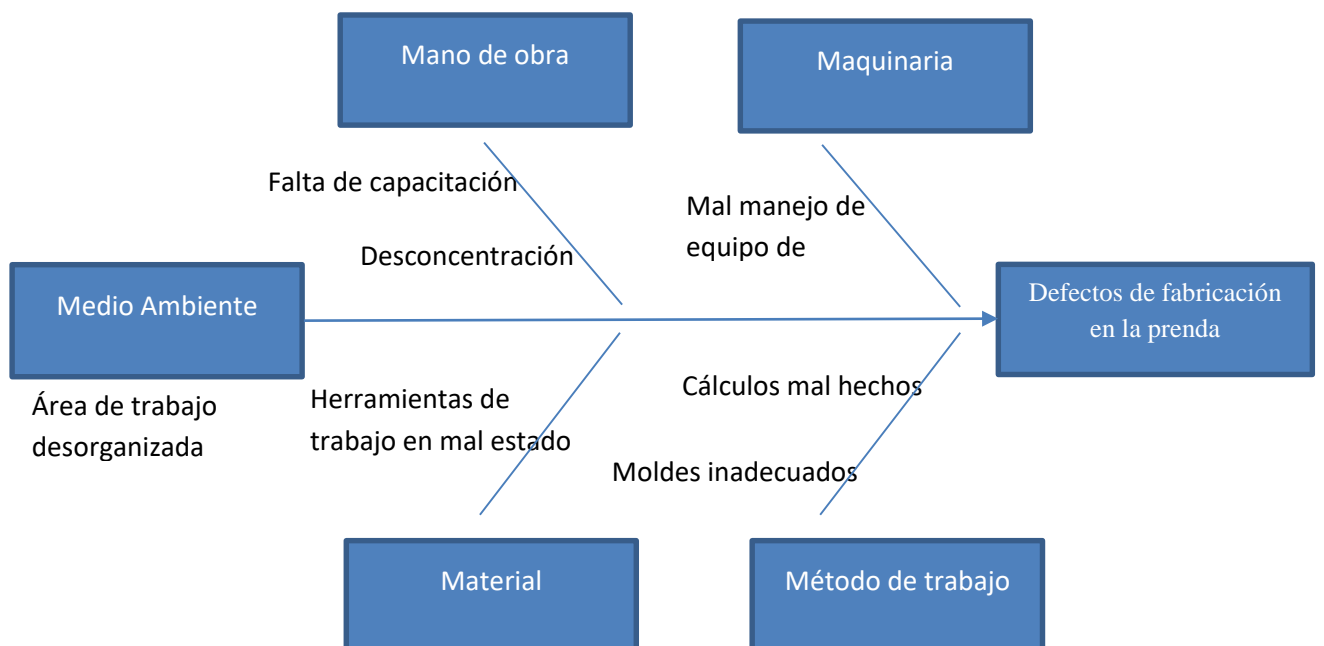 Mano de obra
Maquinaria
Falta de capacitación
Mal manejo de
equipo de
Desconcentración
Medio Ambiente
Defectos de fabricación
en la prenda
Área de trabajo
desorganizada
Herramientas de
trabajo en mal estado
Cálculos mal hechos
Moldes inadecuados
Material
Método de trabajo